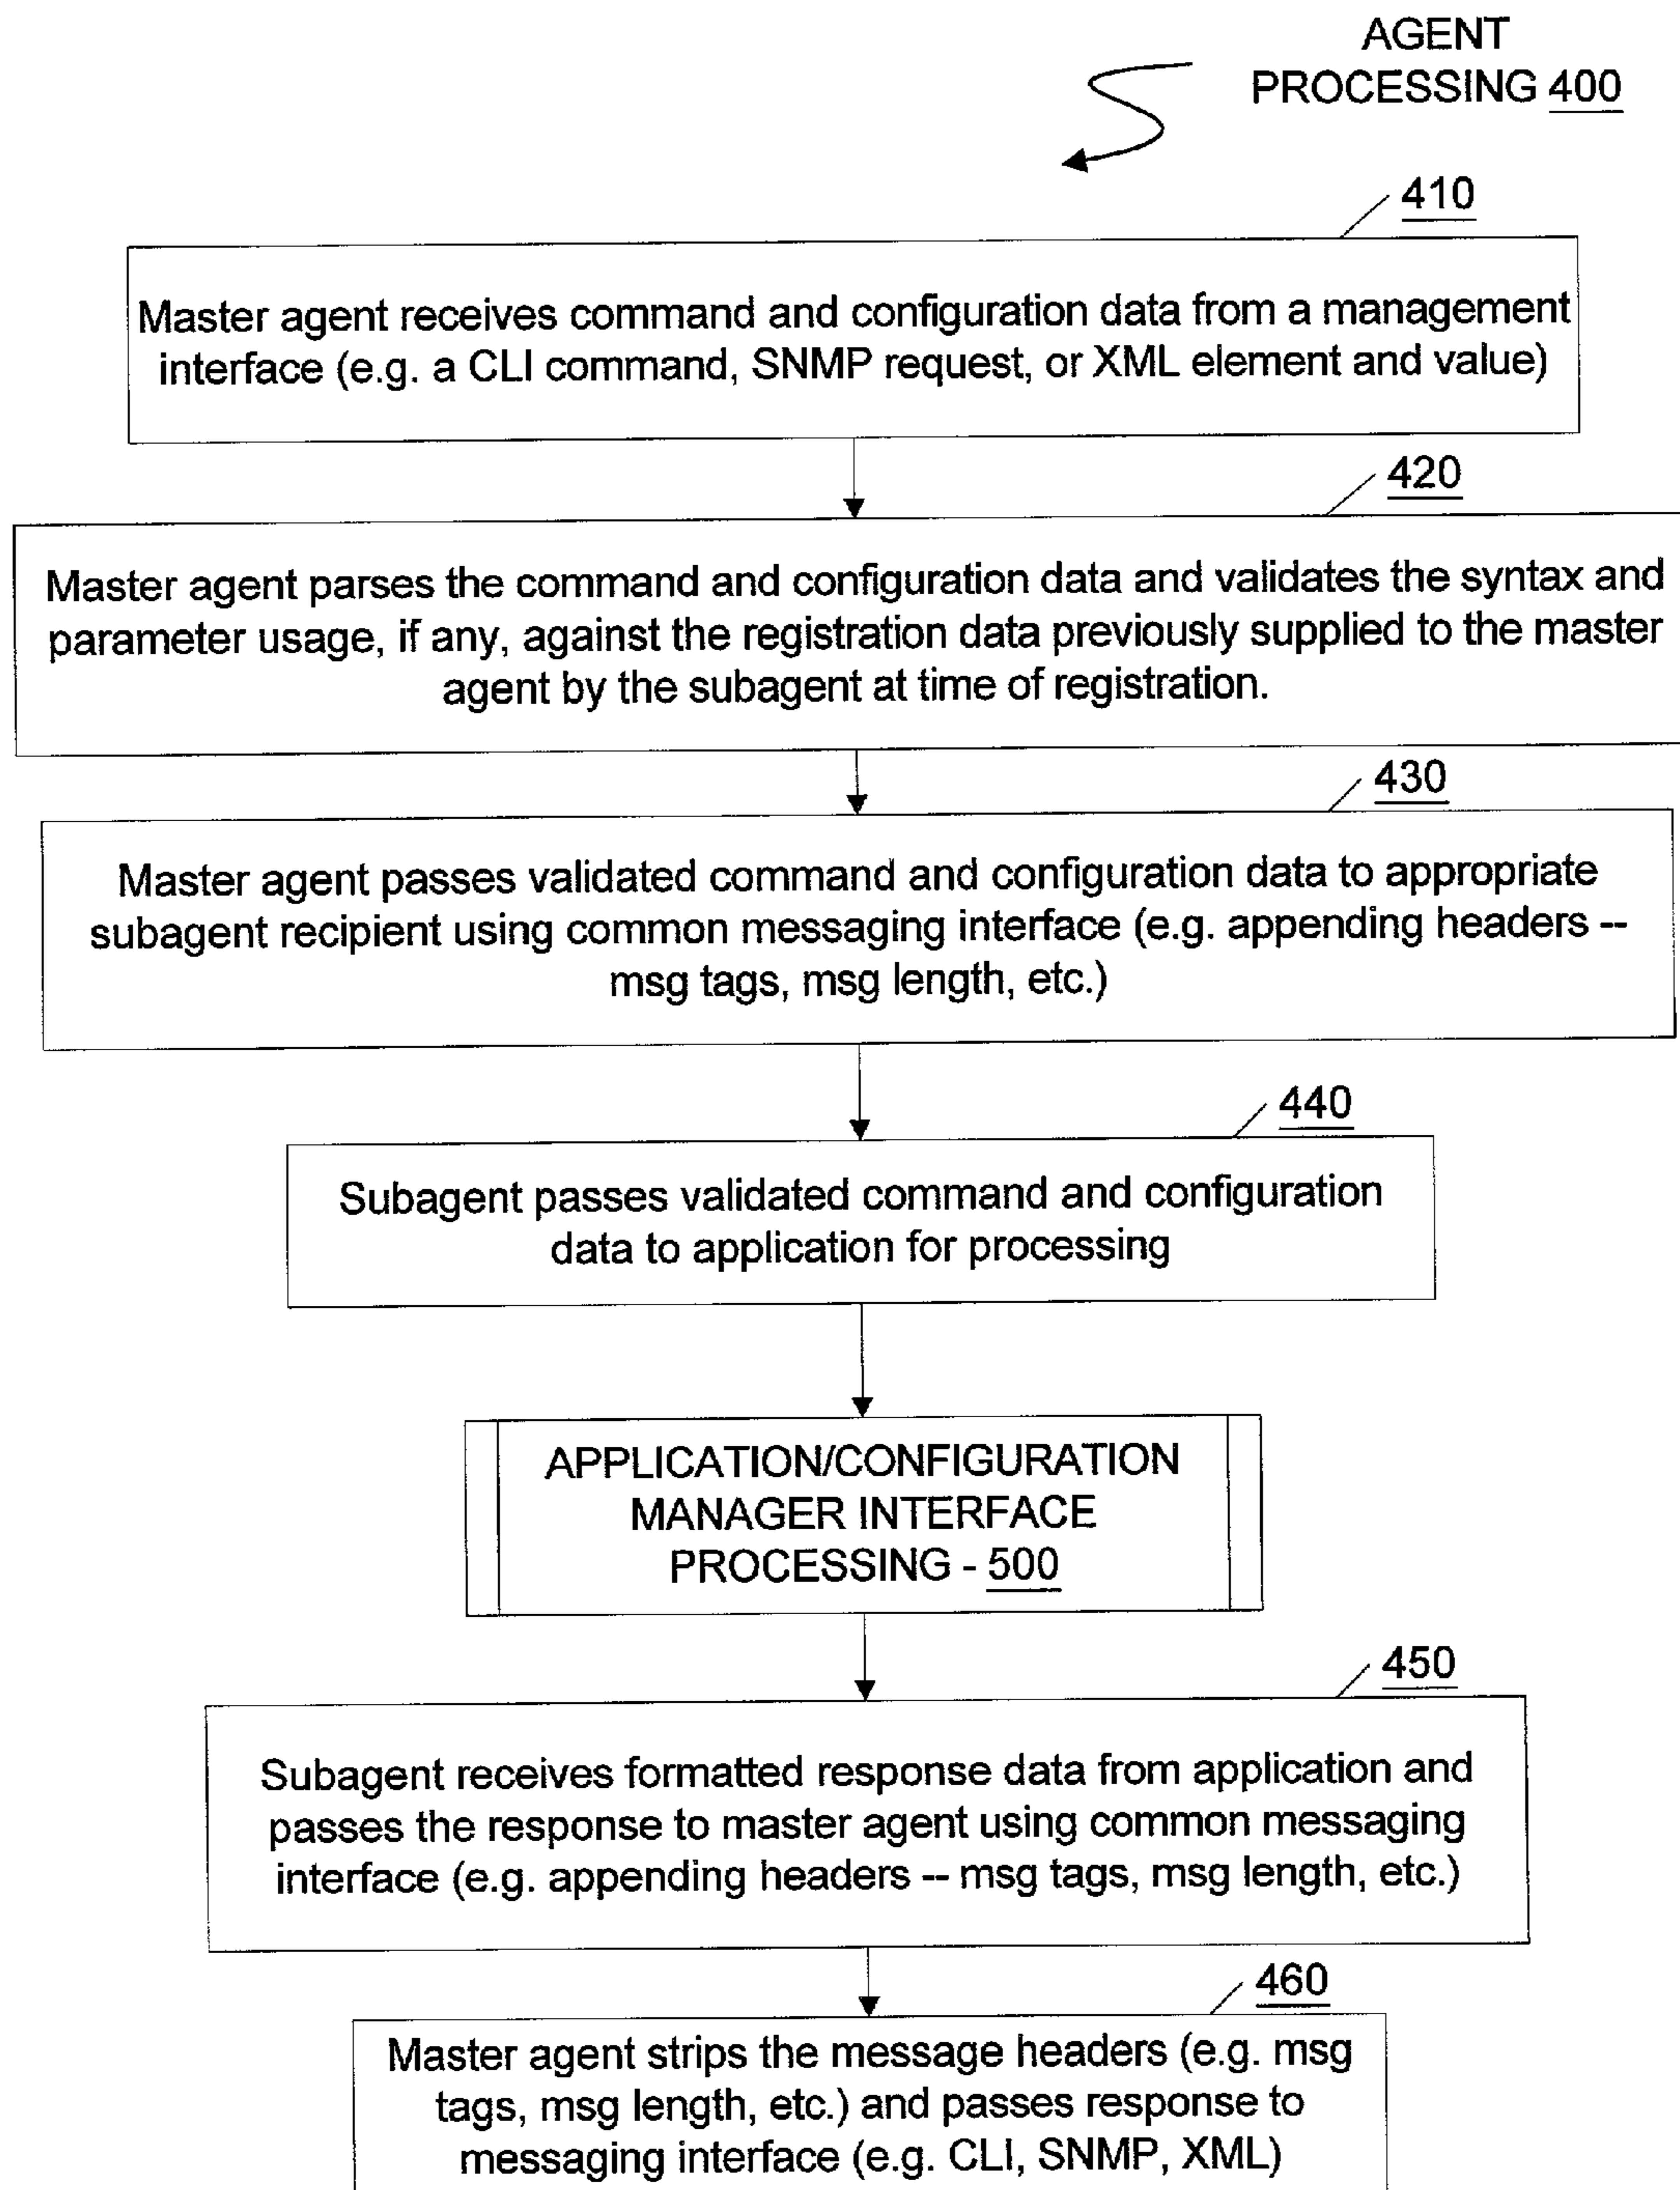 AGENT
PROCESSING 400
410
Master agent receives command and configuration data from a management
interface (e.g. a CLI command, SNMP request, or XML element and value)
420
Master agent parses the command and configuration data and validates the syntax and
parameter usage, if any, against the registration data previously supplied to the master
agent by the subagent at time of registration.
430
Master agent passes validated command and configuration data to appropriate
subagent recipient using common messaging interface (e.g. appending headers --
msg tags, msg length, etc.)
440
Subagent passes validated command and configuration
data to application for processing
APPLICATION/CONFIGURATION
MANAGER INTERFACE
PROCESSING - 500
450
Subagent receives formatted response data from application and
passes the response to master agent using common messaging
interface (e.g. appending headers -- msg tags, msg length, etc.)
460
Master agent strips the message headers (e.g. msg
tags, msg length, etc.) and passes response to
messaging interface (e.g. CLI, SNMP, XML)